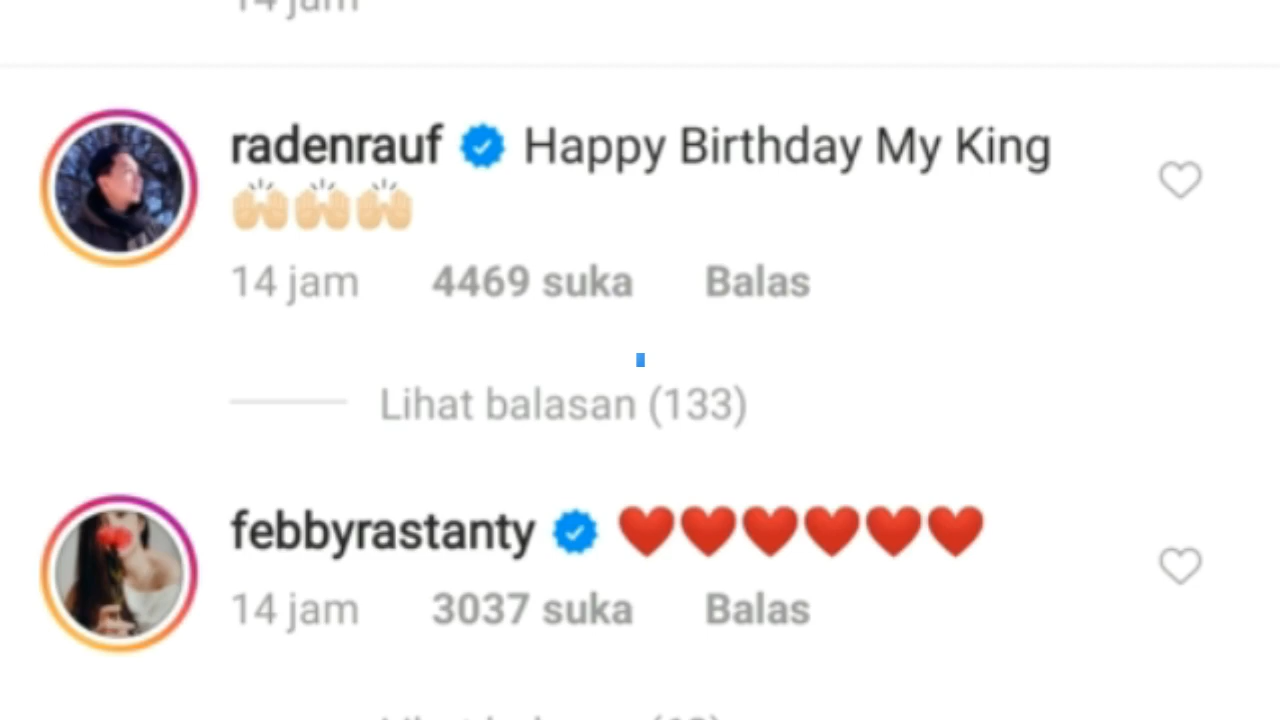 14 jam
radenrauf Happy Birthday My King
🙌🏻🙌🏻🙌🏻
14 jam 4469 suka Balas
Lihat balasan (133)
febbyrastanty ❤️❤️❤️❤️❤️❤️
14 jam 3037 suka Balas